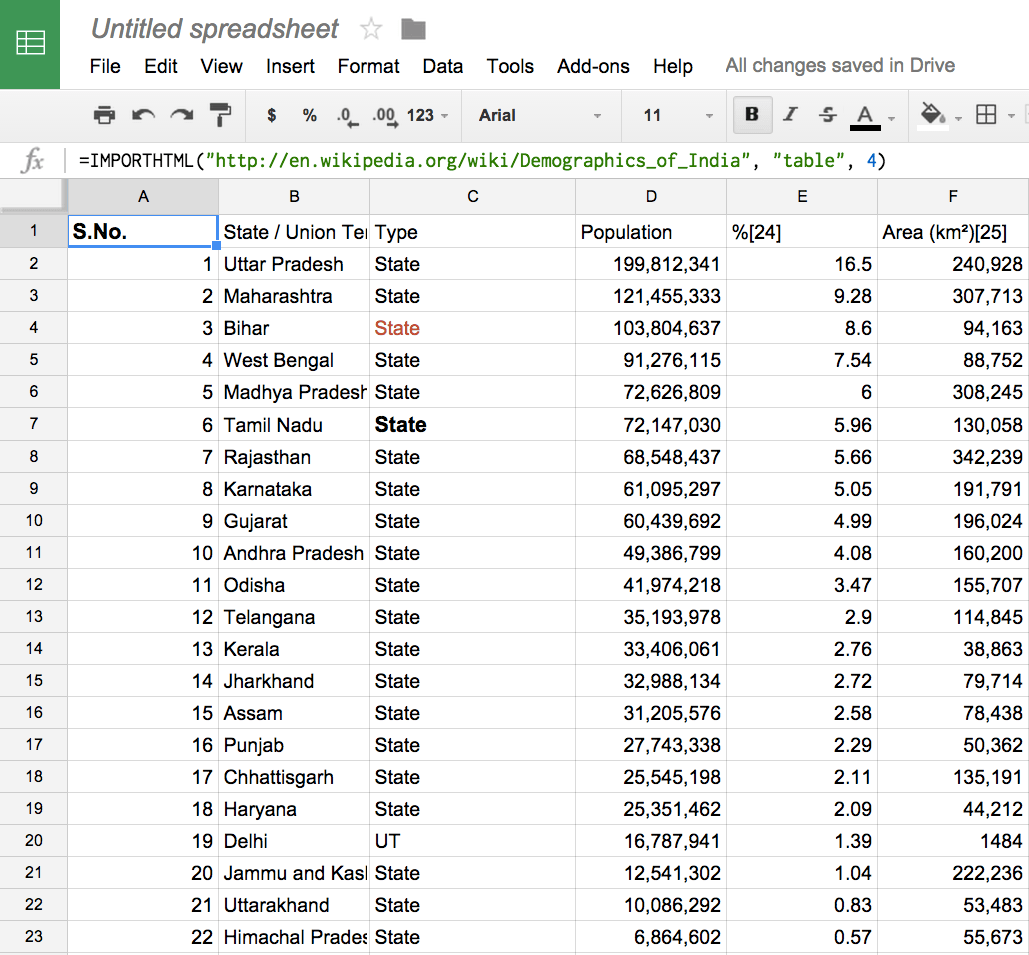 Untitled spreadsheet
File Edit View Insert Format Data Tools Add-ons Help All changes saved in Drive
$ % .0 .00 123 Arial 11 B I S A
fx =IMPORTHTML("http://en.wikipedia.org/wiki/Demographics_of_India", "table", 4)
A B C D E F
1 S.No. State / Union Ter Type Population %[24] Area (km²)[25]
2 1 Uttar Pradesh State 199,812,341 16.5 240,928
3 2 Maharashtra State 121,455,333 9.28 307,713
4 3 Bihar State 103,804,637 8.6 94,163
5 4 West Bengal State 91,276,115 7.54 88,752
6 5 Madhya Pradesh State 72,626,809 6 308,245
7 6 Tamil Nadu State 72,147,030 5.96 130,058
8 7 Rajasthan State 68,548,437 5.66 342,239
9 8 Karnataka State 61,095,297 5.05 191,791
10 9 Gujarat State 60,439,692 4.99 196,024
11 10 Andhra Pradesh State 49,386,799 4.08 160,200
12 11 Odisha State 41,974,218 3.47 155,707
13 12 Telangana State 35,193,978 2.9 114,845
14 13 Kerala State 33,406,061 2.76 38,863
15 14 Jharkhand State 32,988,134 2.72 79,714
16 15 Assam State 31,205,576 2.58 78,438
17 16 Punjab State 27,743,338 2.29 50,362
18 17 Chhattisgarh State 25,545,198 2.11 135,191
19 18 Haryana State 25,351,462 2.09 44,212
20 19 Delhi UT 16,787,941 1.39 1484
21 20 Jammu and Kash State 12,541,302 1.04 222,236
22 21 Uttarakhand State 10,086,292 0.83 53,483
23 22 Himachal Prades State 6,864,602 0.57 55,673